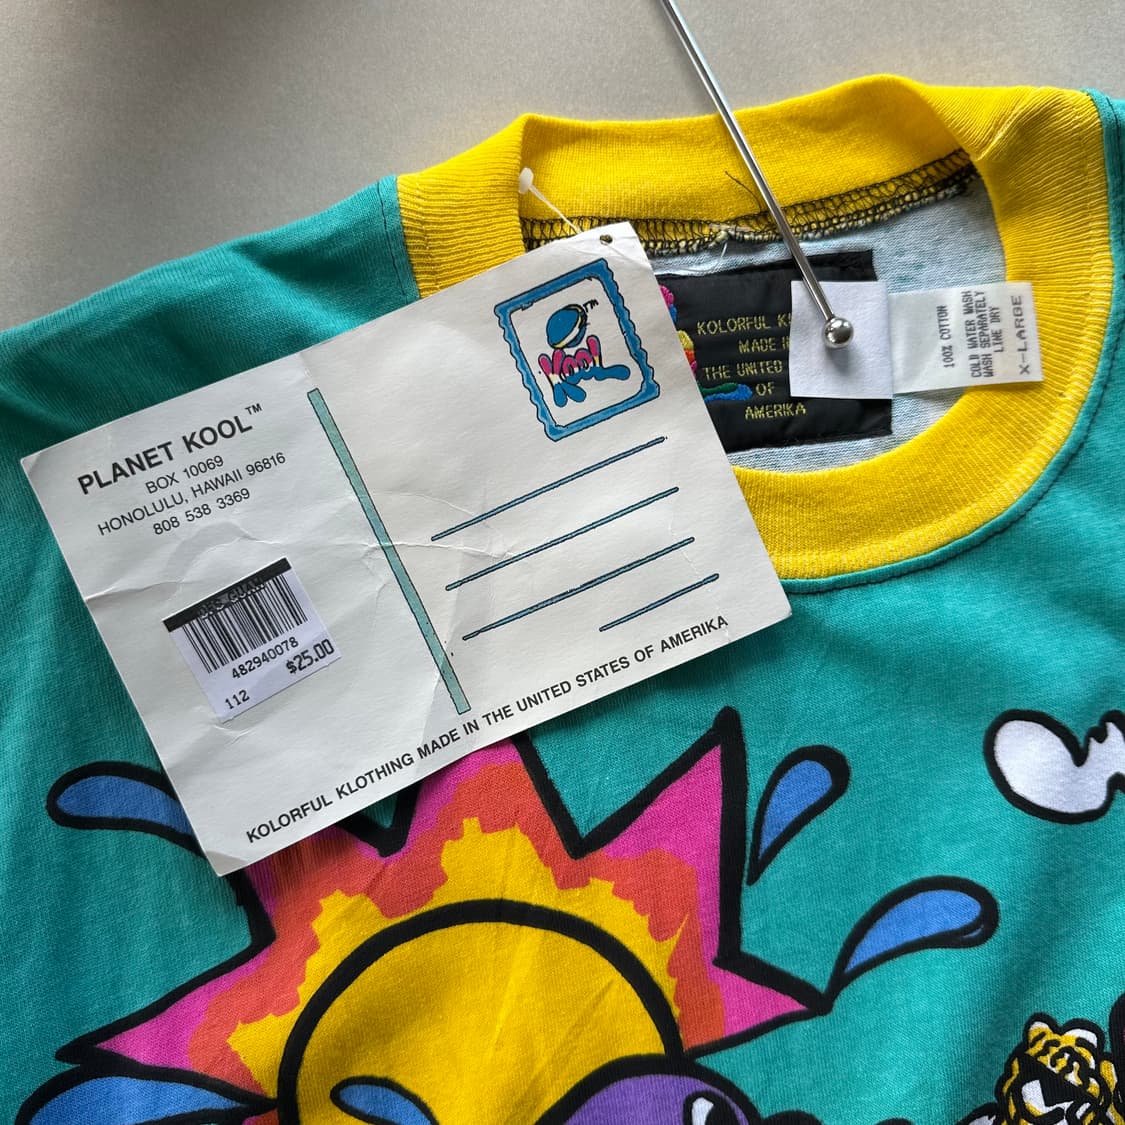 PLANET KOOL™
BOX 10069
HONOLULU, HAWAII 96816
808 538 3369
482940078
$25.00
112
TM
KOOL
KOLORFUL KLOTHING MADE IN THE UNITED STATES OF AMERIKA
KOLORFUL
MADE
THE UNITED
OF
AMERIKA
100% COTTON
COLD WATER WASH
WASH SEPARATELY
LINE DRY
X-LARGE